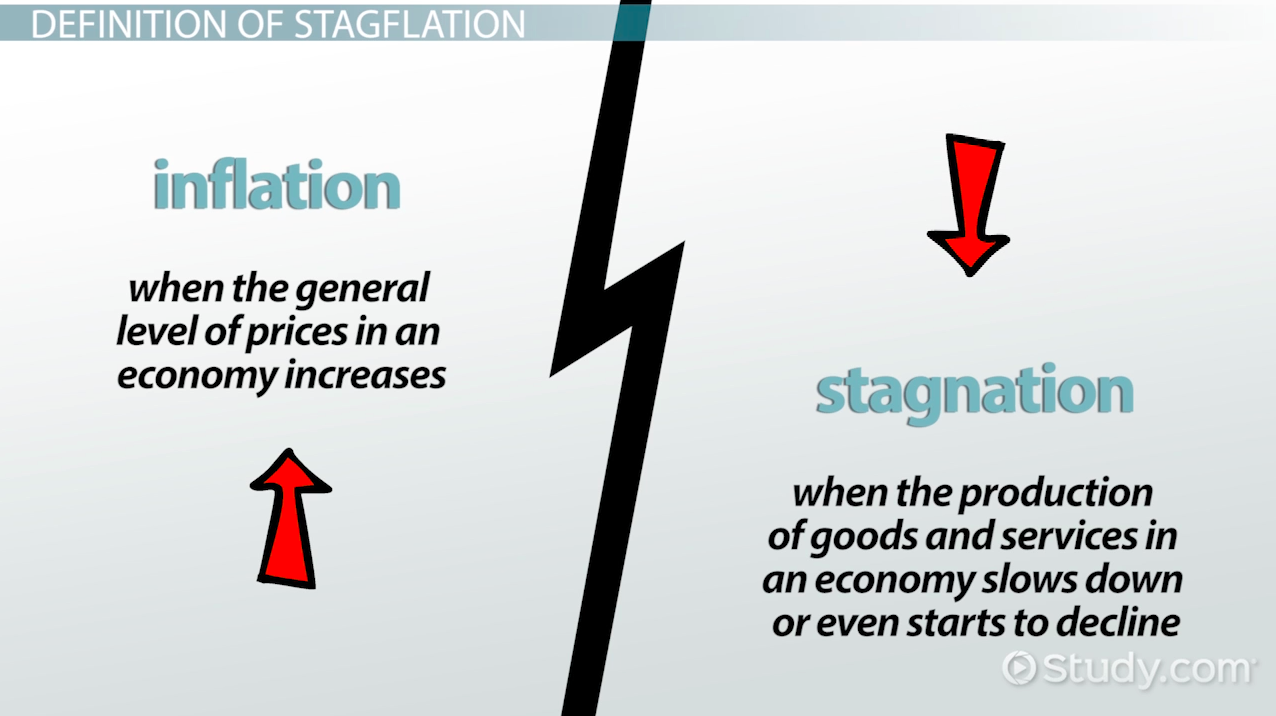 DEFINITION OF STAGFLATION
inflation
when the general
level of prices in an
economy increases
stagnation
when the production
of goods and services in
an economy slows down
or even starts to decline
Study.com